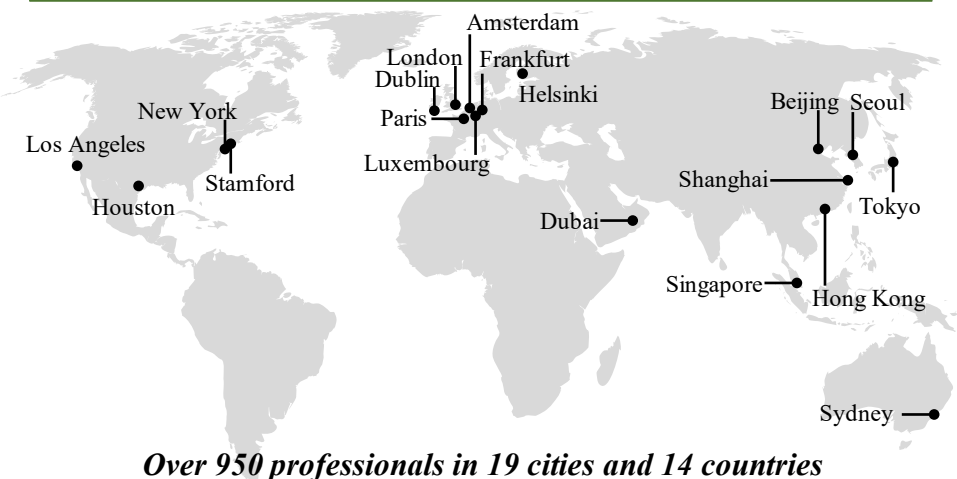 Amsterdam
London
Frankfurt
Dublin
Helsinki
Paris
Luxembourg
New York
Los Angeles
Stamford
Houston
Beijing
Seoul
Shanghai
Tokyo
Dubai
Singapore
Hong Kong
Sydney
Over 950 professionals in 19 cities and 14 countries